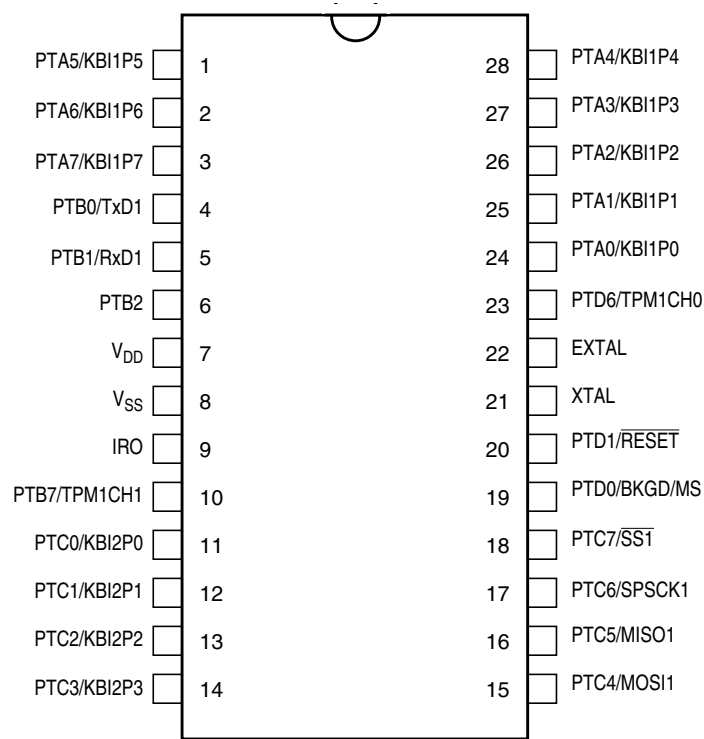 PTA5/KBI1P5 1 28 PTA4/KBI1P4
PTA6/KBI1P6 2 27 PTA3/KBI1P3
PTA7/KBI1P7 3 26 PTA2/KBI1P2
PTB0/TxD1 4 25 PTA1/KBI1P1
PTB1/RxD1 5 24 PTA0/KBI1P0
PTB2 6 23 PTD6/TPM1CH0
VDD 7 22 EXTAL
VSS 8 21 XTAL
IRO 9 20 PTD1/RESET
PTB7/TPM1CH1 10 19 PTD0/BKGD/MS
PTC0/KBI2P0 11 18 PTC7/SS1
PTC1/KBI2P1 12 17 PTC6/SPSCK1
PTC2/KBI2P2 13 16 PTC5/MISO1
PTC3/KBI2P3 14 15 PTC4/MOSI1